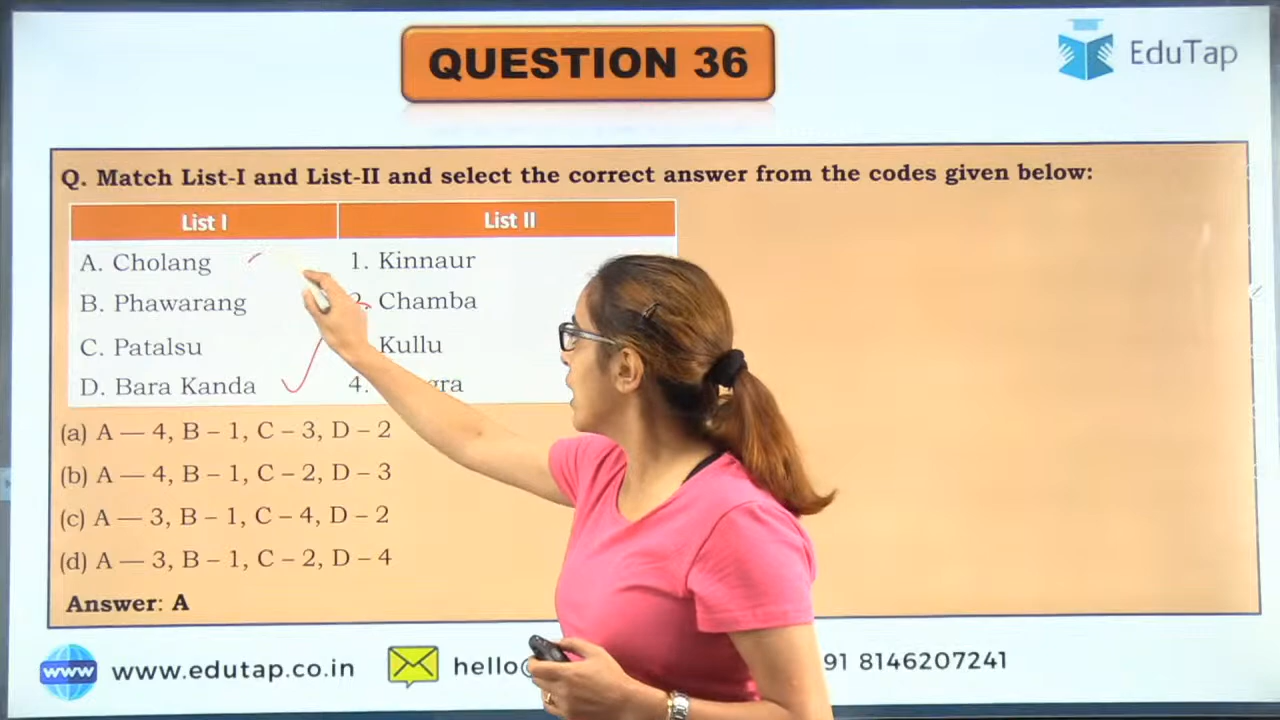 QUESTION 36
EduTap
Q. Match List-I and List-II and select the correct answer from the codes given below:
List I List II
A. Cholang 1. Kinnaur
B. Phawarang Chamba
C. Patalsu Kullu
D. Bara Kanda 4.
(a) A — 4, B – 1, C – 3, D – 2
(b) A — 4, B – 1, C – 2, D – 3
(c) A — 3, B – 1, C – 4, D – 2
(d) A — 3, B – 1, C – 2, D – 4
Answer: A
www www.edutap.co.in hello@ 91 8146207241